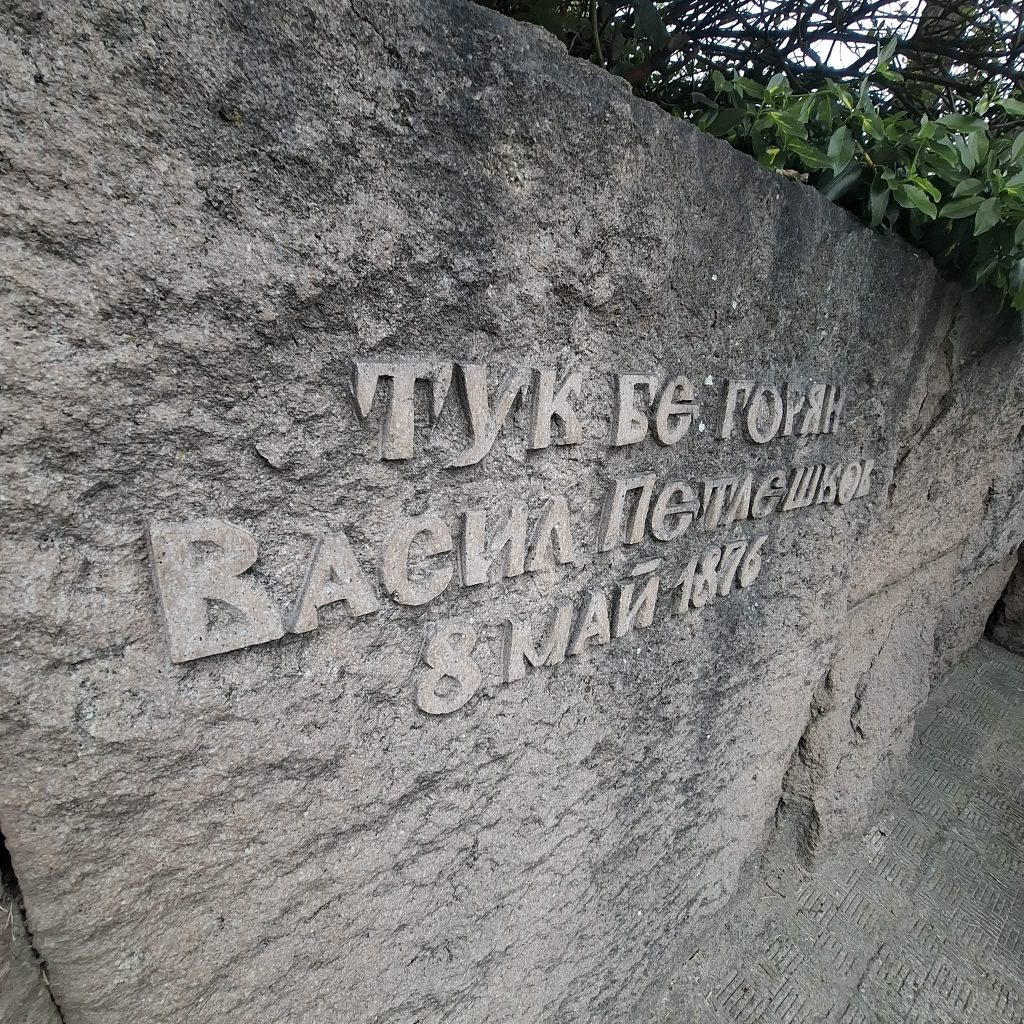 ТУК БЕ ГОРЯН
ВАСИЛ ПЕТЛЕШКОВ
8 МАЙ 1876